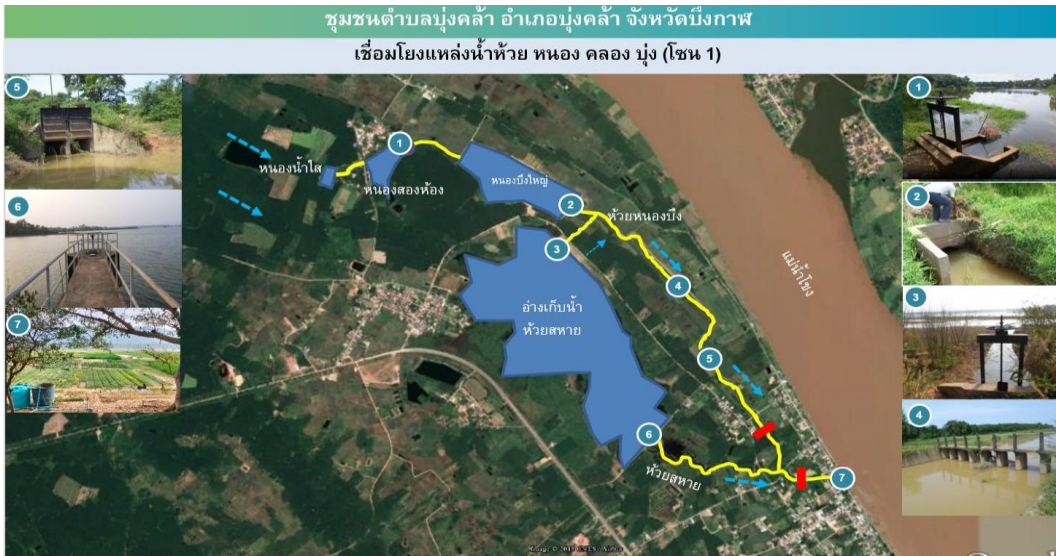 ชุมชนตำบลบุ่งคล้า อำเภอบุ่งคล้า จังหวัดบึงกาฬ
เชื่อมโยงแหล่งน้ำห้วย หนอง คลอง บุ่ง (โซน 1)
5
6
7
หนองน้ำใส
1
หนองสองห้อง
หนองบึงใหญ่
2
ห้วยหนองบึง
3
แม่น้ำโขง
4
อ่างเก็บน้ำ
ห้วยสหาย
5
6
ห้วยสหาย
7
1
2
3
4